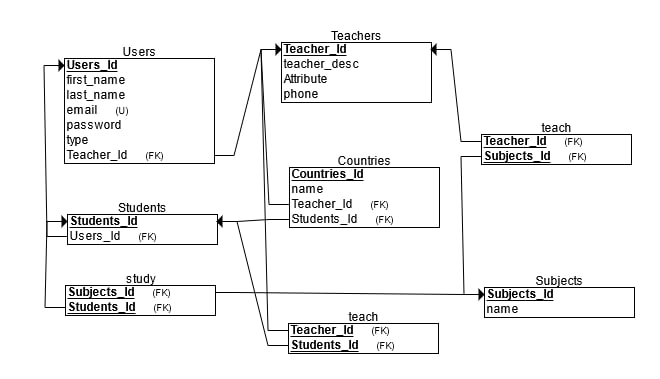 Teachers
Teacher_Id
teacher_desc
Attribute
phone
Users
Users_Id
first_name
last_name
email (U)
password
type
Teacher_Id (FK)
teach
Teacher_Id (FK)
Subjects_Id (FK)
Countries
Countries_Id
name
Teacher_Id (FK)
Students_Id (FK)
Students
Students_Id
Users_Id (FK)
study
Subjects_Id (FK)
Students_Id (FK)
Subjects
Subjects_Id
name
teach
Teacher_Id (FK)
Students_Id (FK)